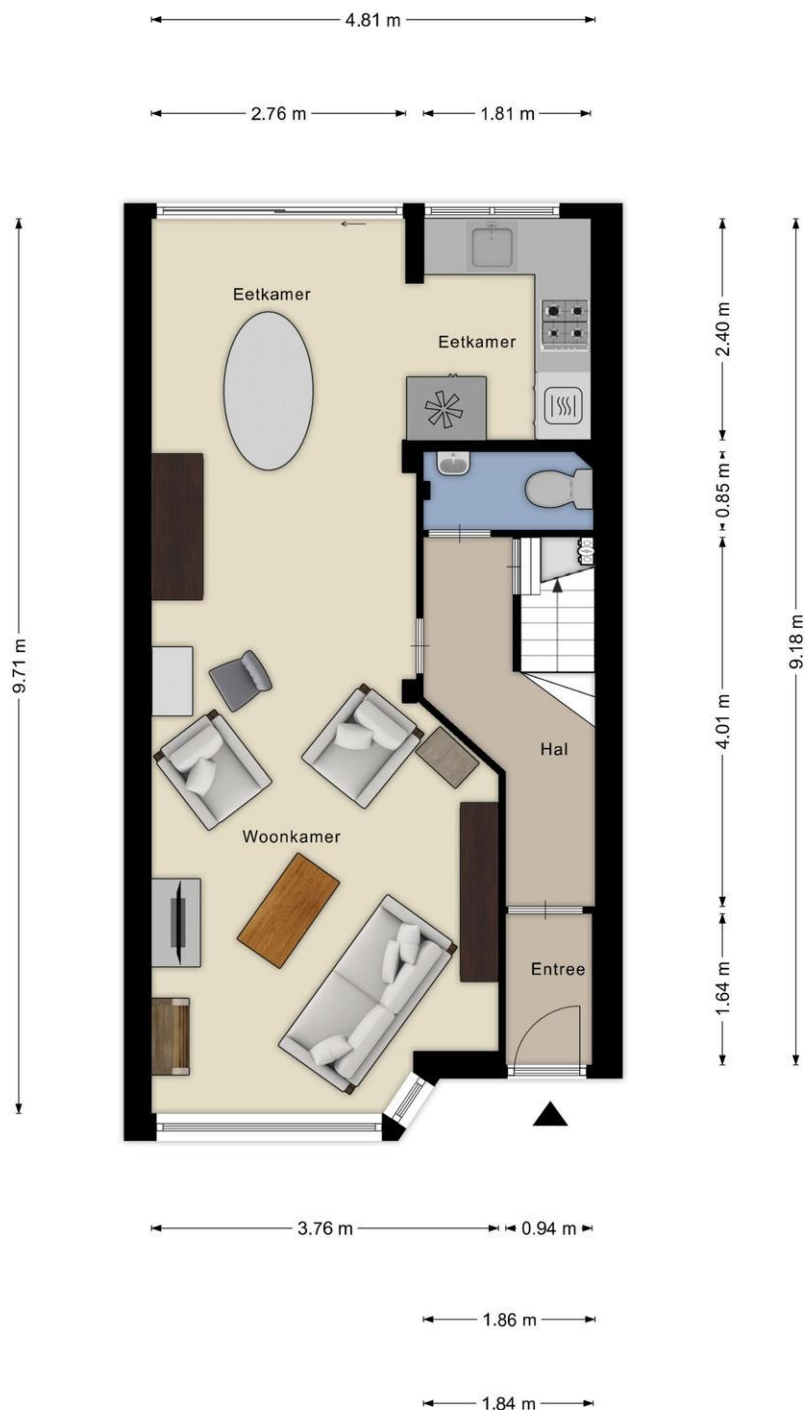 4.81 m
2.76 m
1.81 m
Eetkamer
Eetkamer
2.40 m
0.85 m
9.71 m
9.18 m
4.01 m
Hal
Woonkamer
Entree
1.64 m
3.76 m
0.94 m
1.86 m
1.84 m